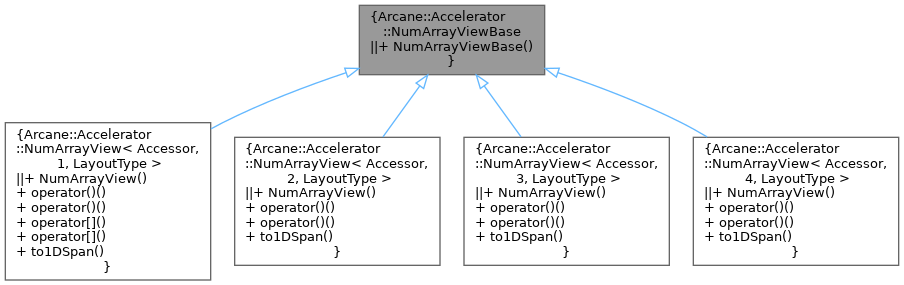 {Arcane::Accelerator
::NumArrayViewBase
||+ NumArrayViewBase()
}
{Arcane::Accelerator
::NumArrayView< Accessor,
1, LayoutType >
||+ NumArrayView()
+ operator()()
+ operator()()
+ operator[]()
+ operator[]()
+ to1DSpan()
}
{Arcane::Accelerator
::NumArrayView< Accessor,
2, LayoutType >
||+ NumArrayView()
+ operator()()
+ operator()()
+ to1DSpan()
}
{Arcane::Accelerator
::NumArrayView< Accessor,
3, LayoutType >
||+ NumArrayView()
+ operator()()
+ operator()()
+ to1DSpan()
}
{Arcane::Accelerator
::NumArrayView< Accessor,
4, LayoutType >
||+ NumArrayView()
+ operator()()
+ operator()()
+ to1DSpan()
}